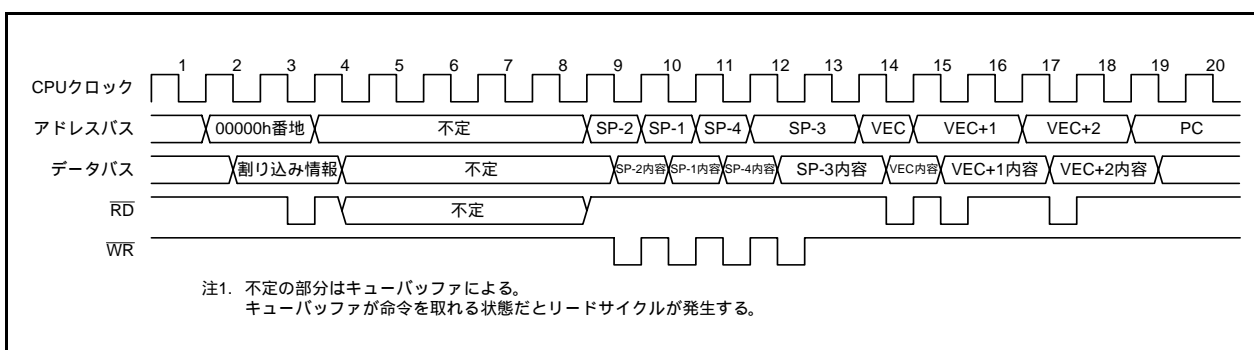 1 2 3 4 5 6 7 8 9 10 11 12 13 14 15 16 17 18 19 20
CPUクロック
アドレスバス 00000h番地 不定 SP-2 SP-1 SP-4 SP-3 VEC VEC+1 VEC+2 PC
データバス 割り込み情報 不定 SP-2内容 SP-1内容 SP-4内容 SP-3内容 VEC内容 VEC+1内容 VEC+2内容
RD 不定
WR
注1. 不定の部分はキューバッファによる。
キューバッファが命令を取れる状態だとリードサイクルが発生する。